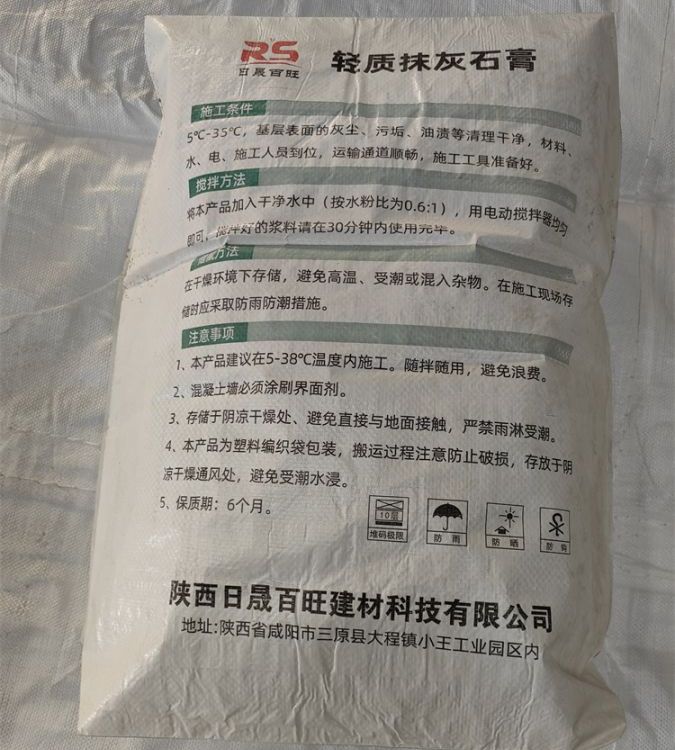 RS
日晟百旺
轻质抹灰石膏
施工条件
5℃-35℃，基层表面的灰尘、污垢、油渍等清理干净，材料、
水、电、施工人员到位，运输通道顺畅，施工工具准备好。
搅拌方法
将本产品加入干净水中（按水粉比为0.6:1），用电动搅拌器均匀
即可，搅拌好的浆料请在30分钟内使用完毕。
储藏方法
在干燥环境下存储，避免高温、受潮或混入杂物。在施工现场存
储时应采取防雨防潮措施。
注意事项
1、本产品建议在5-38℃温度内施工。随拌随用，避免浪费。
2、混凝土墙必须涂刷界面剂。
3、存储于阴凉干燥处、避免直接与地面接触，严禁雨淋受潮。
4、本产品为塑料编织袋包装，搬运过程注意防止破损，存放于阴
凉干燥通风处，避免受潮水浸。
5、保质期：6个月。
10层
堆码极限
防雨
防晒
防钩
陕西日晟百旺建材科技有限公司
地址:陕西省咸阳市三原县大程镇小王工业园区内